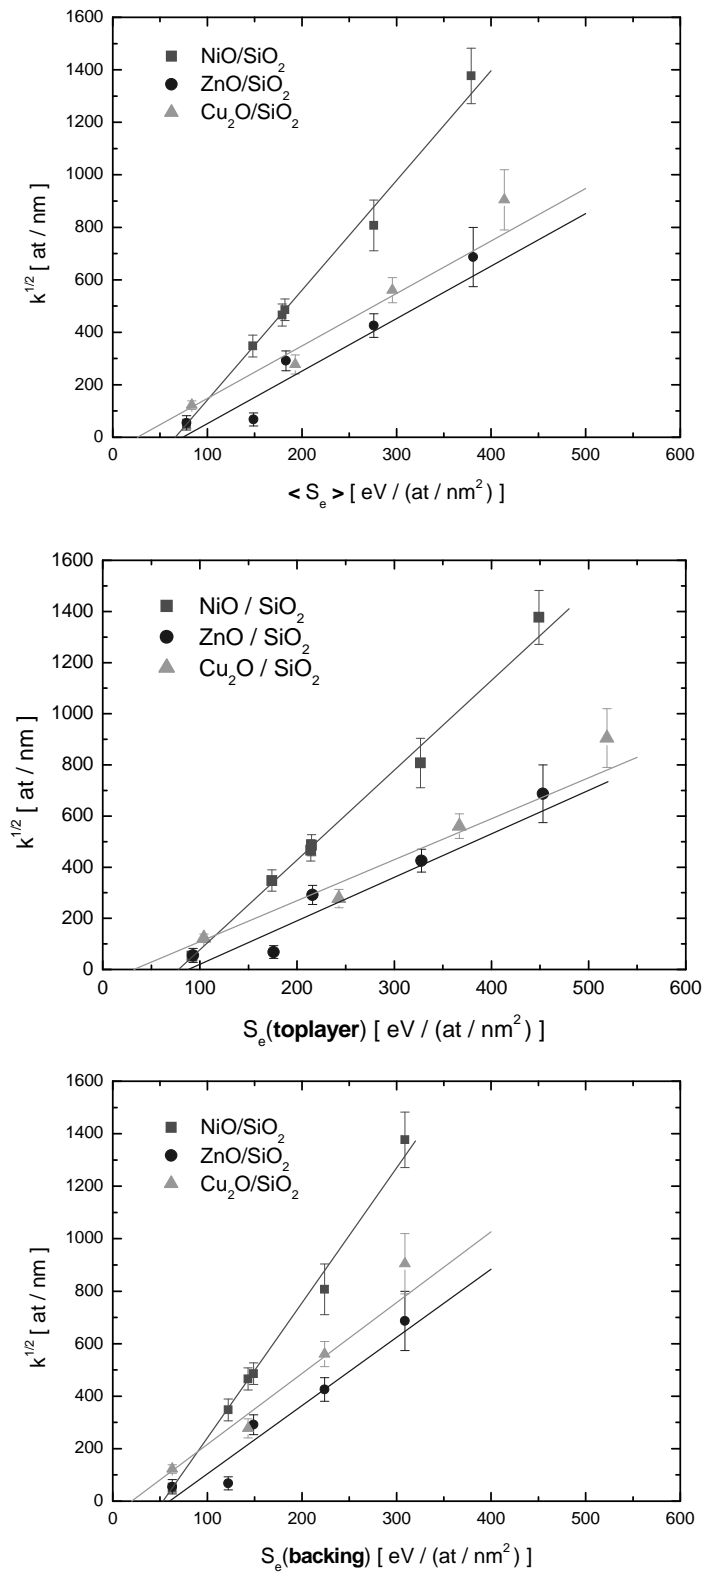 1600
1400
1200
1000
800
600
400
200
0
k^1/2 [ at / nm ]
NiO/SiO₂
ZnO/SiO₂
Cu₂O/SiO₂
0 100 200 300 400 500 600
< Sₑ > [ eV / (at / nm²) ]
1600
1400
1200
1000
800
600
400
200
0
k^1/2 [ at / nm ]
NiO / SiO₂
ZnO / SiO₂
Cu₂O / SiO₂
0 100 200 300 400 500 600
Sₑ(toplayer) [ eV / (at / nm²) ]
1600
1400
1200
1000
800
600
400
200
0
k^1/2 [ at / nm ]
NiO/SiO₂
ZnO/SiO₂
Cu₂O/SiO₂
0 100 200 300 400 500 600
Sₑ(backing) [ eV / (at / nm²) ]